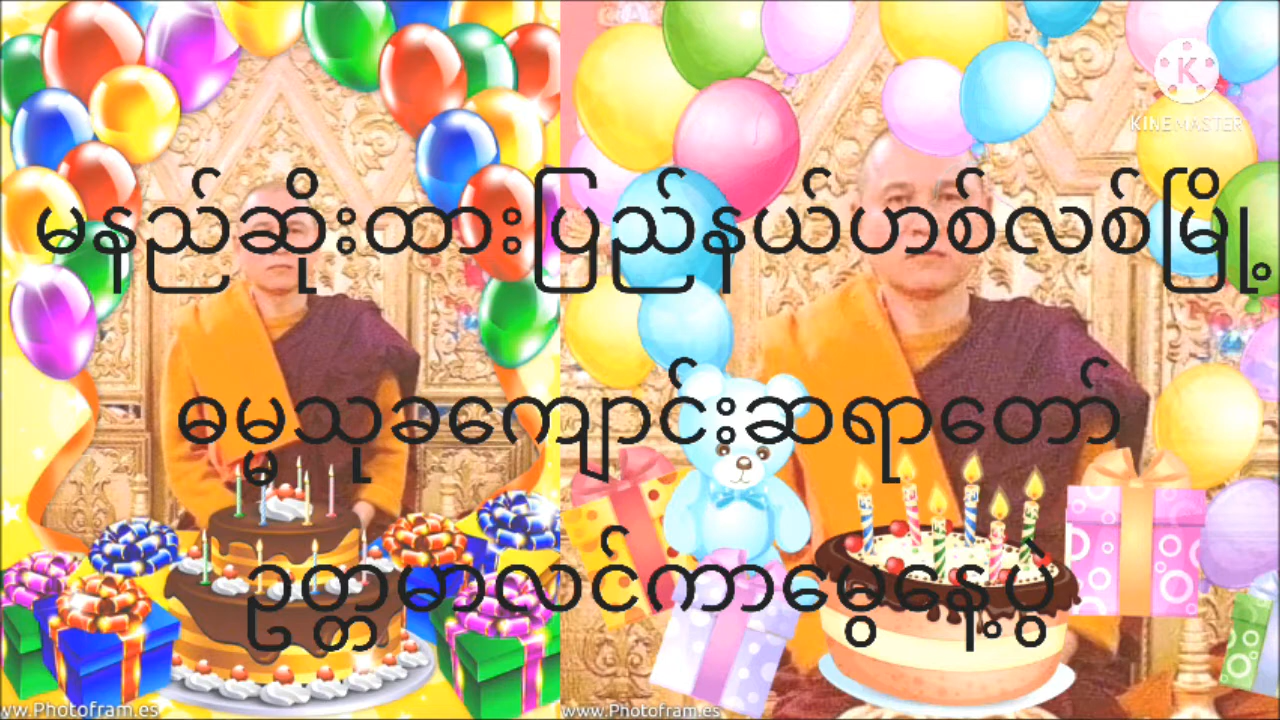 KINEMASTER
မနည်ဆိုးထားပြည်နယ်ဟစ်လစ်မြို့
ဓမ္မသုခကျောင်းဆရာတော်
ဥတ္တမာလင်ကာမွေနေ့ပွဲ
ww.Photofram.es
www.Photofram.es